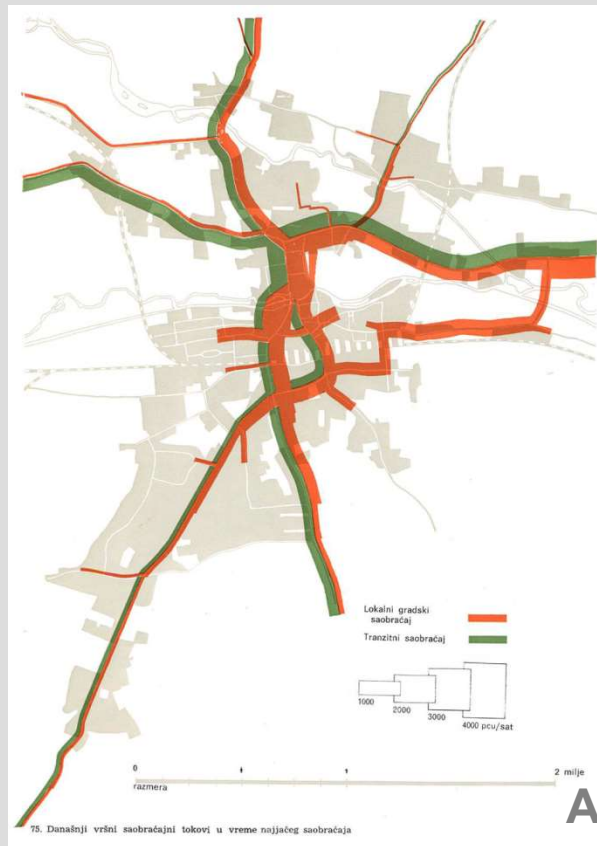 Lokalni gradski
saobraćaj
Tranzitni saobraćaj
1000
2000
3000
4000 pcu/sat
0
1
2 milje
razmera
75. Današnji vršni saobraćajni tokovi u vreme najjačeg saobraćaja
A